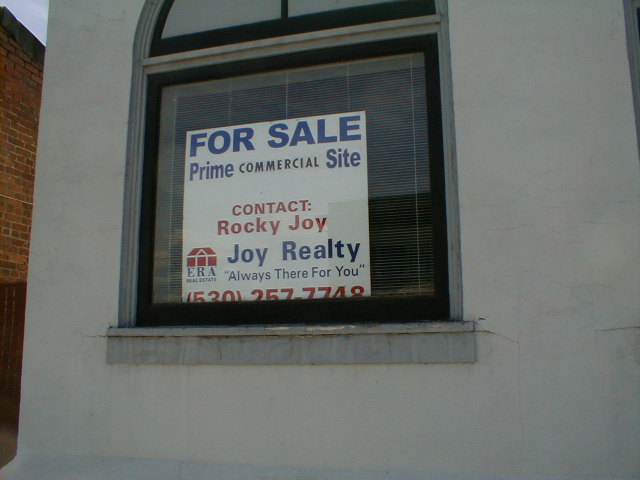 FOR SALE
Prime COMMERCIAL Site
CONTACT:
Rocky Joy
Joy Realty
ERA
REAL ESTATE
"Always There For You"
(530) 257-7748